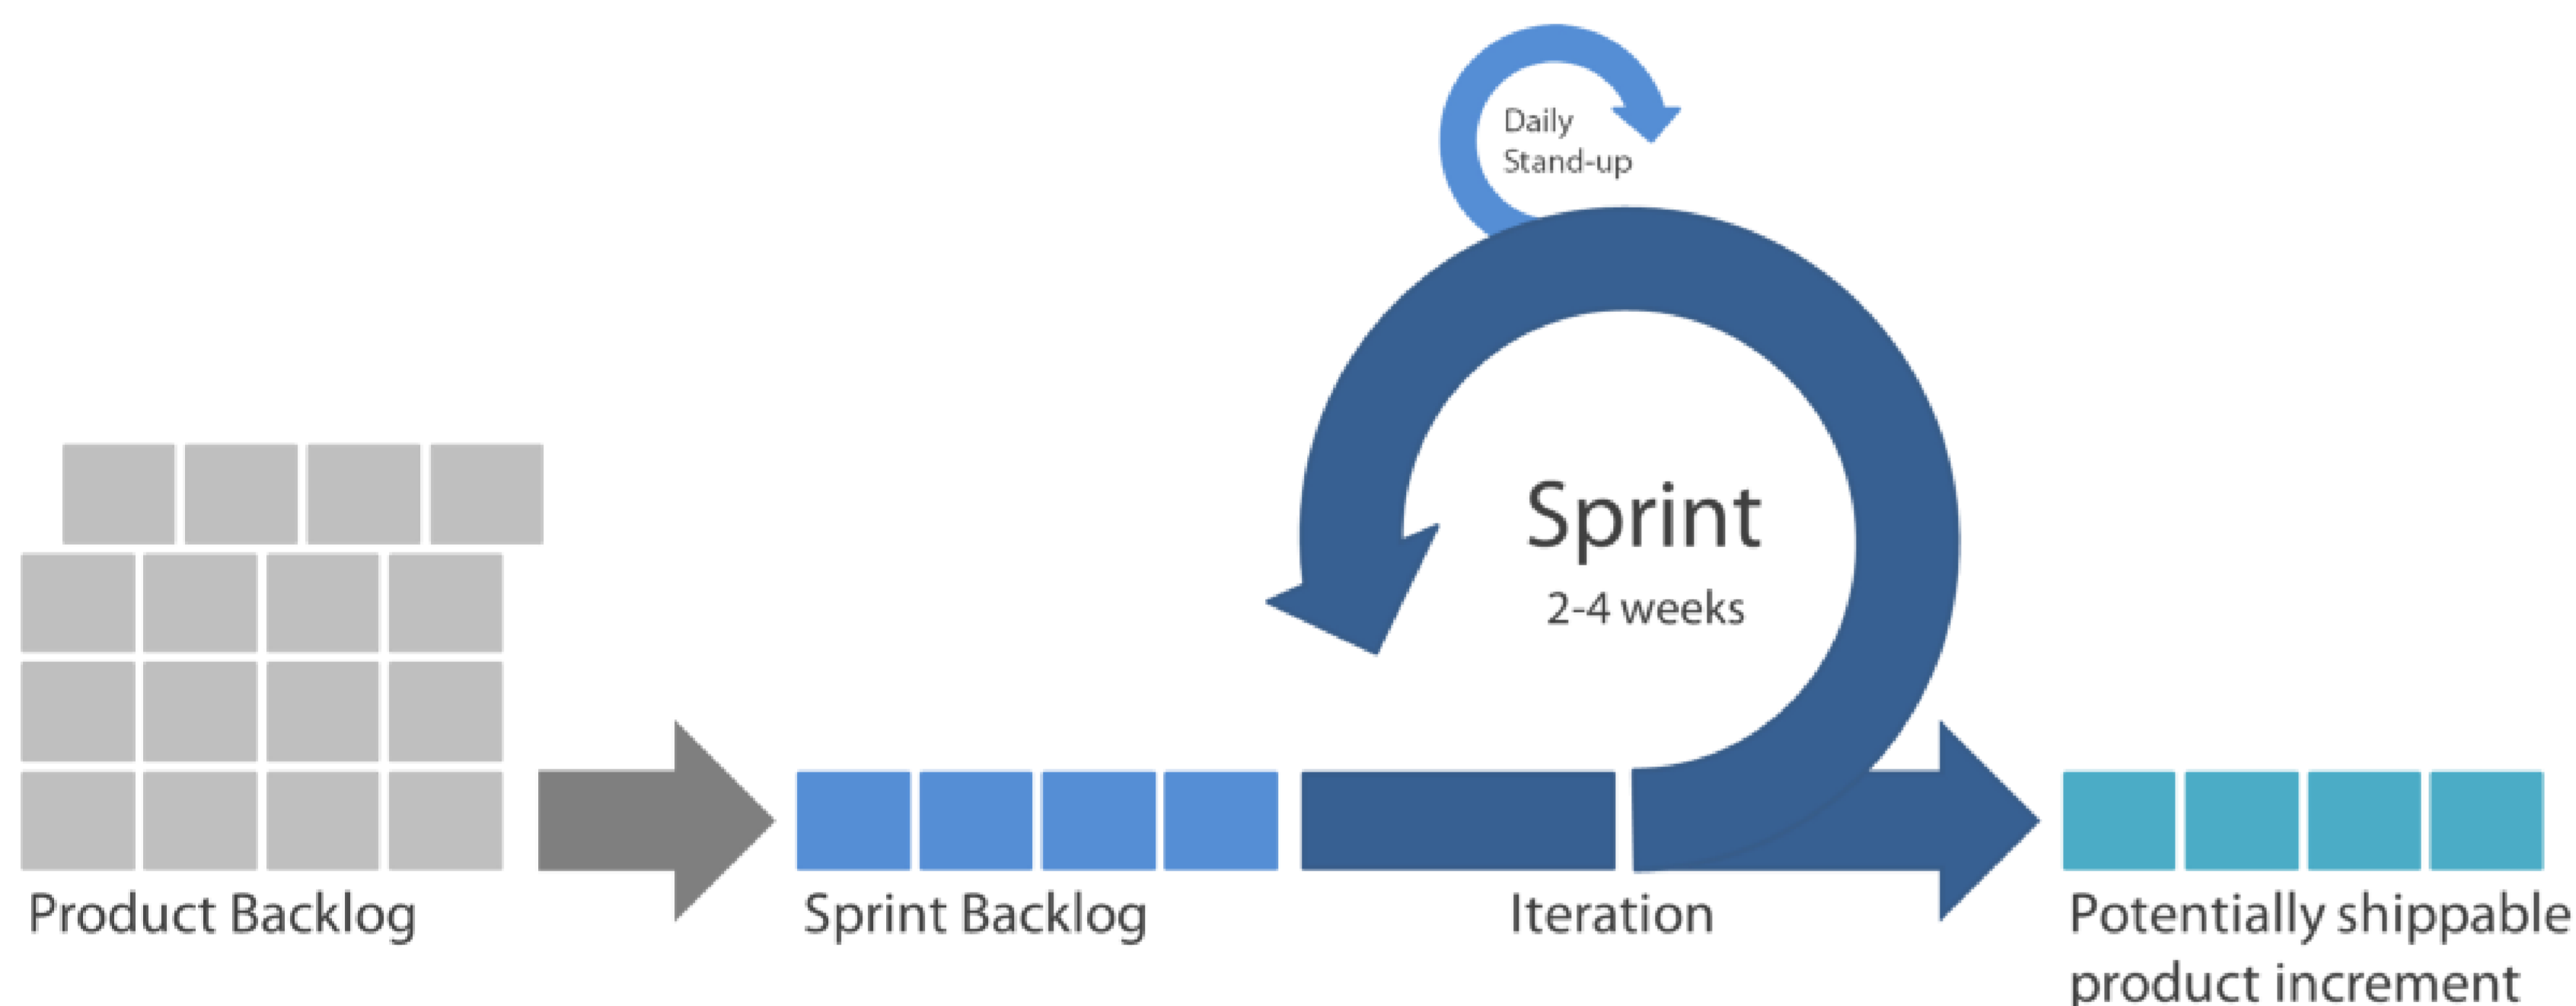 Daily
Stand-up
Sprint
2-4 weeks
Product Backlog
Sprint Backlog
Iteration
Potentially shippable
product increment